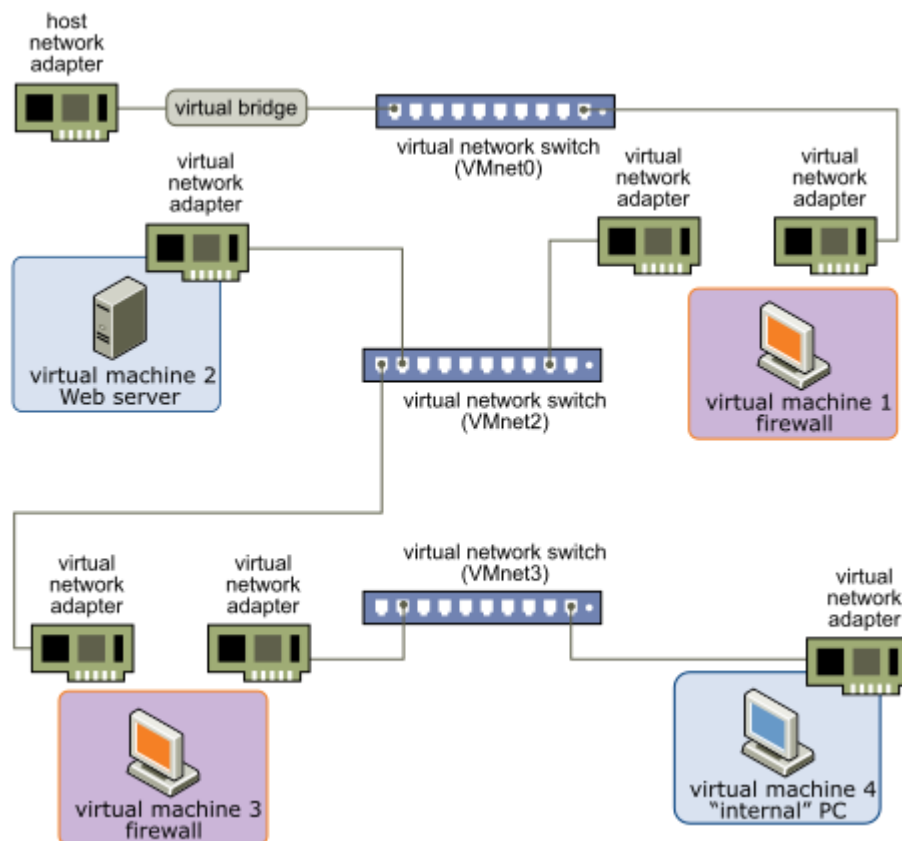 host
network
adapter
virtual bridge
virtual network switch
(VMnet0)
virtual
network
adapter
virtual
network
adapter
virtual
network
adapter
virtual machine 2
Web server
virtual network switch
(VMnet2)
virtual machine 1
firewall
virtual
network
adapter
virtual
network
adapter
virtual network switch
(VMnet3)
virtual
network
adapter
virtual machine 3
firewall
virtual machine 4
“internal” PC